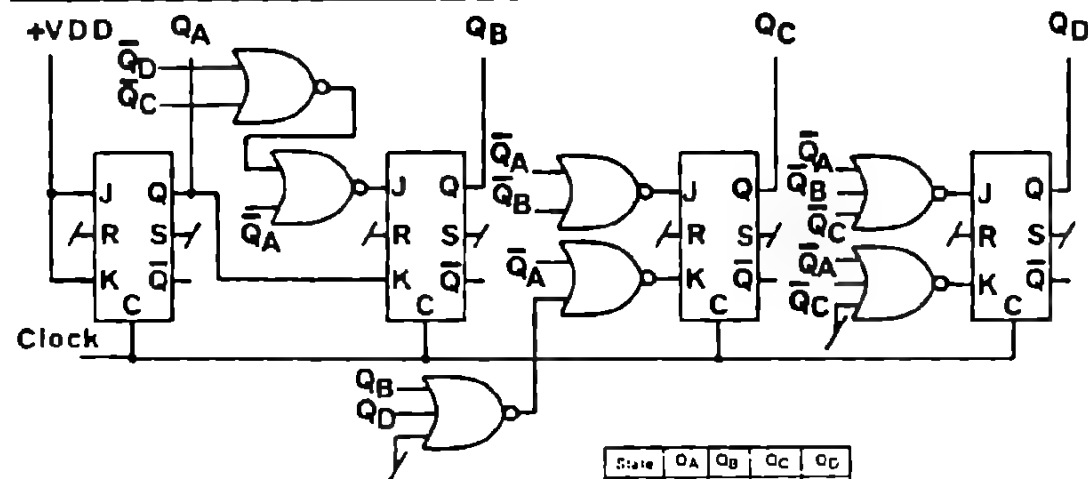 +VDD QA QB QC QD
Q̅D
Q̅C
Q̅A Q̅A
Q̅B Q̅B
Q̅C
J Q J Q J Q J Q
R S R S R S R S
Q̅A
Q̅A Q̅A
K Q̅ K Q̅ K Q̅ K Q̅
Q̅C
C C C C
Clock
QB
QD
State QA QB QC QD